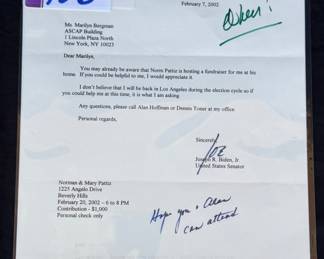 February 7, 2002
Ms. Marilyn Bergman
ASCAP Building
1 Lincoln Plaza North
New York, NY 10023
Dear Marilyn,
You may already be aware that Norm Pattiz is hosting a fundraiser for me at his
home. If you could be helpful to me, I would appreciate it.
I don't believe that I will be back in Los Angeles during the election cycle so if
you could help me at this time, it is what I am asking
Any questions, please call Alan Hoffman or Dennis Toner at my office.
Personal regards,
Sincerely,
Joseph R. Biden, Jr.
United States Senator
Norman & Mary Pattiz
1225 Angelo Drive
Beverly Hills
February 20, 2002 – 6 to 8 PM
Contribution - $1,000
Personal check only
Hope you & Alan
can attend